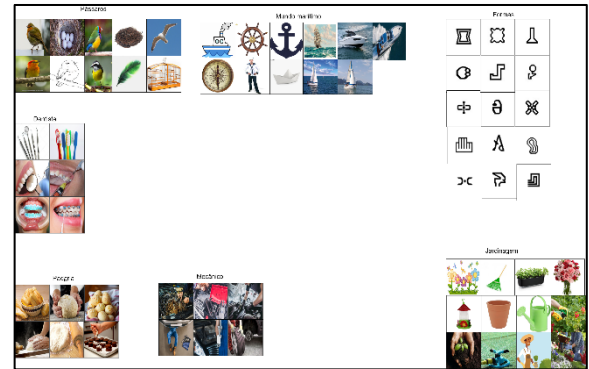 Pássaros
Mundo marítimo
Formas
Dentista
Jardinagem
Mecânico
Padaria